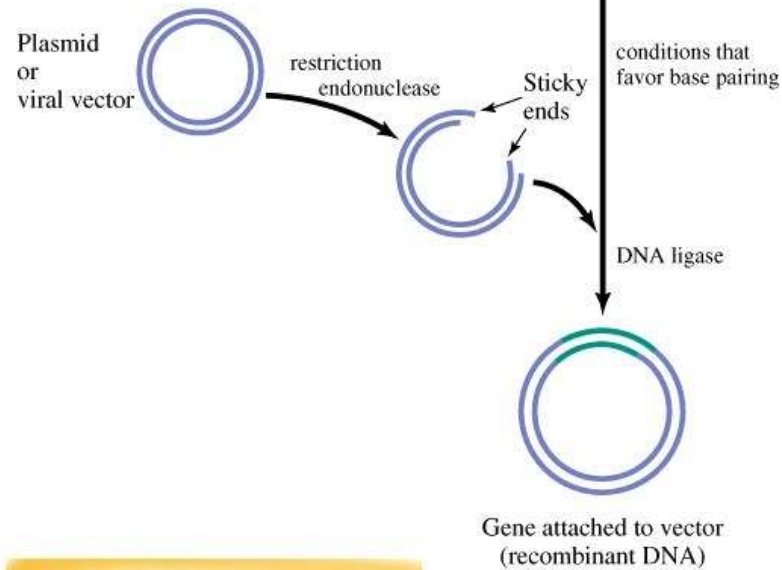 Plasmid
or
viral vector
restriction
endonuclease
Sticky
ends
conditions that
favor base pairing
DNA ligase
Gene attached to vector
(recombinant DNA)